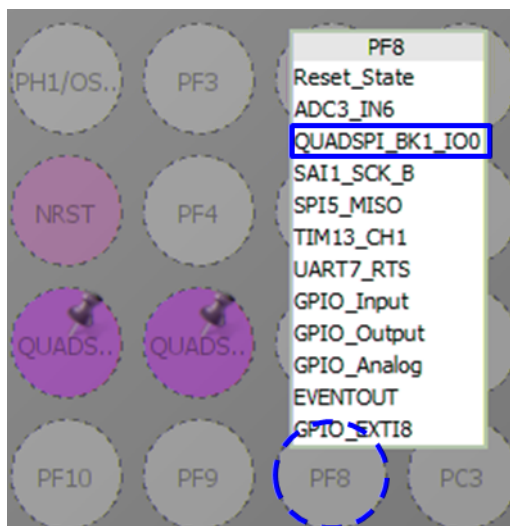 PF8
PH1/OS..
PF3
Reset_State
ADC3_IN6
QUADSPI_BK1_IO0
SAI1_SCK_B
NRST
PF4
SPI5_MISO
TIM13_CH1
UART7_RTS
GPIO_Input
QUADS..
QUADS..
GPIO_Output
GPIO_Analog
EVENTOUT
GPIO_EXTI8
PF10
PF9
PF8
PC3